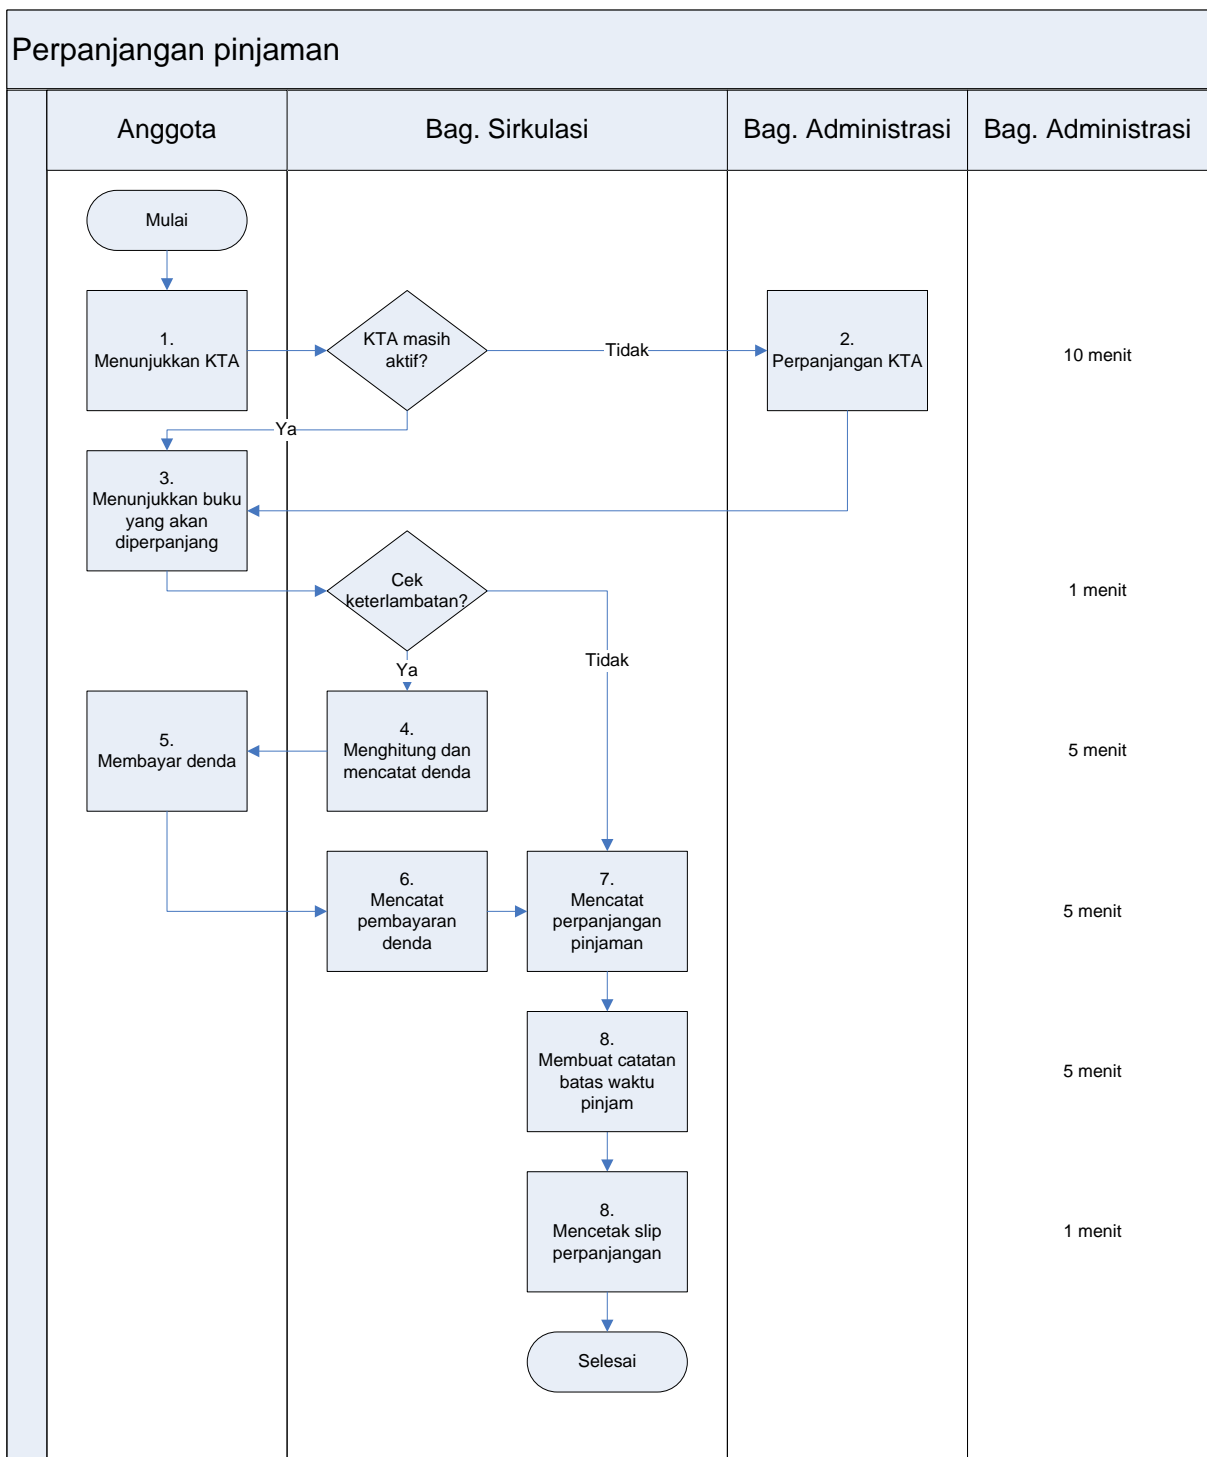 Perpanjangan pinjaman
Anggota
Bag. Sirkulasi
Bag. Administrasi
Bag. Administrasi
Mulai
1.
Menunjukkan KTA
KTA masih
aktif?
Tidak
2.
Perpanjangan KTA
10 menit
Ya
3.
Menunjukkan buku
yang akan
diperpanjang
Cek
keterlambatan?
1 menit
Ya
Tidak
5.
Membayar denda
4.
Menghitung dan
mencatat denda
5 menit
6.
Mencatat
pembayaran
denda
7.
Mencatat
perpanjangan
pinjaman
5 menit
8.
Membuat catatan
batas waktu
pinjam
5 menit
8.
Mencetak slip
perpanjangan
1 menit
Selesai